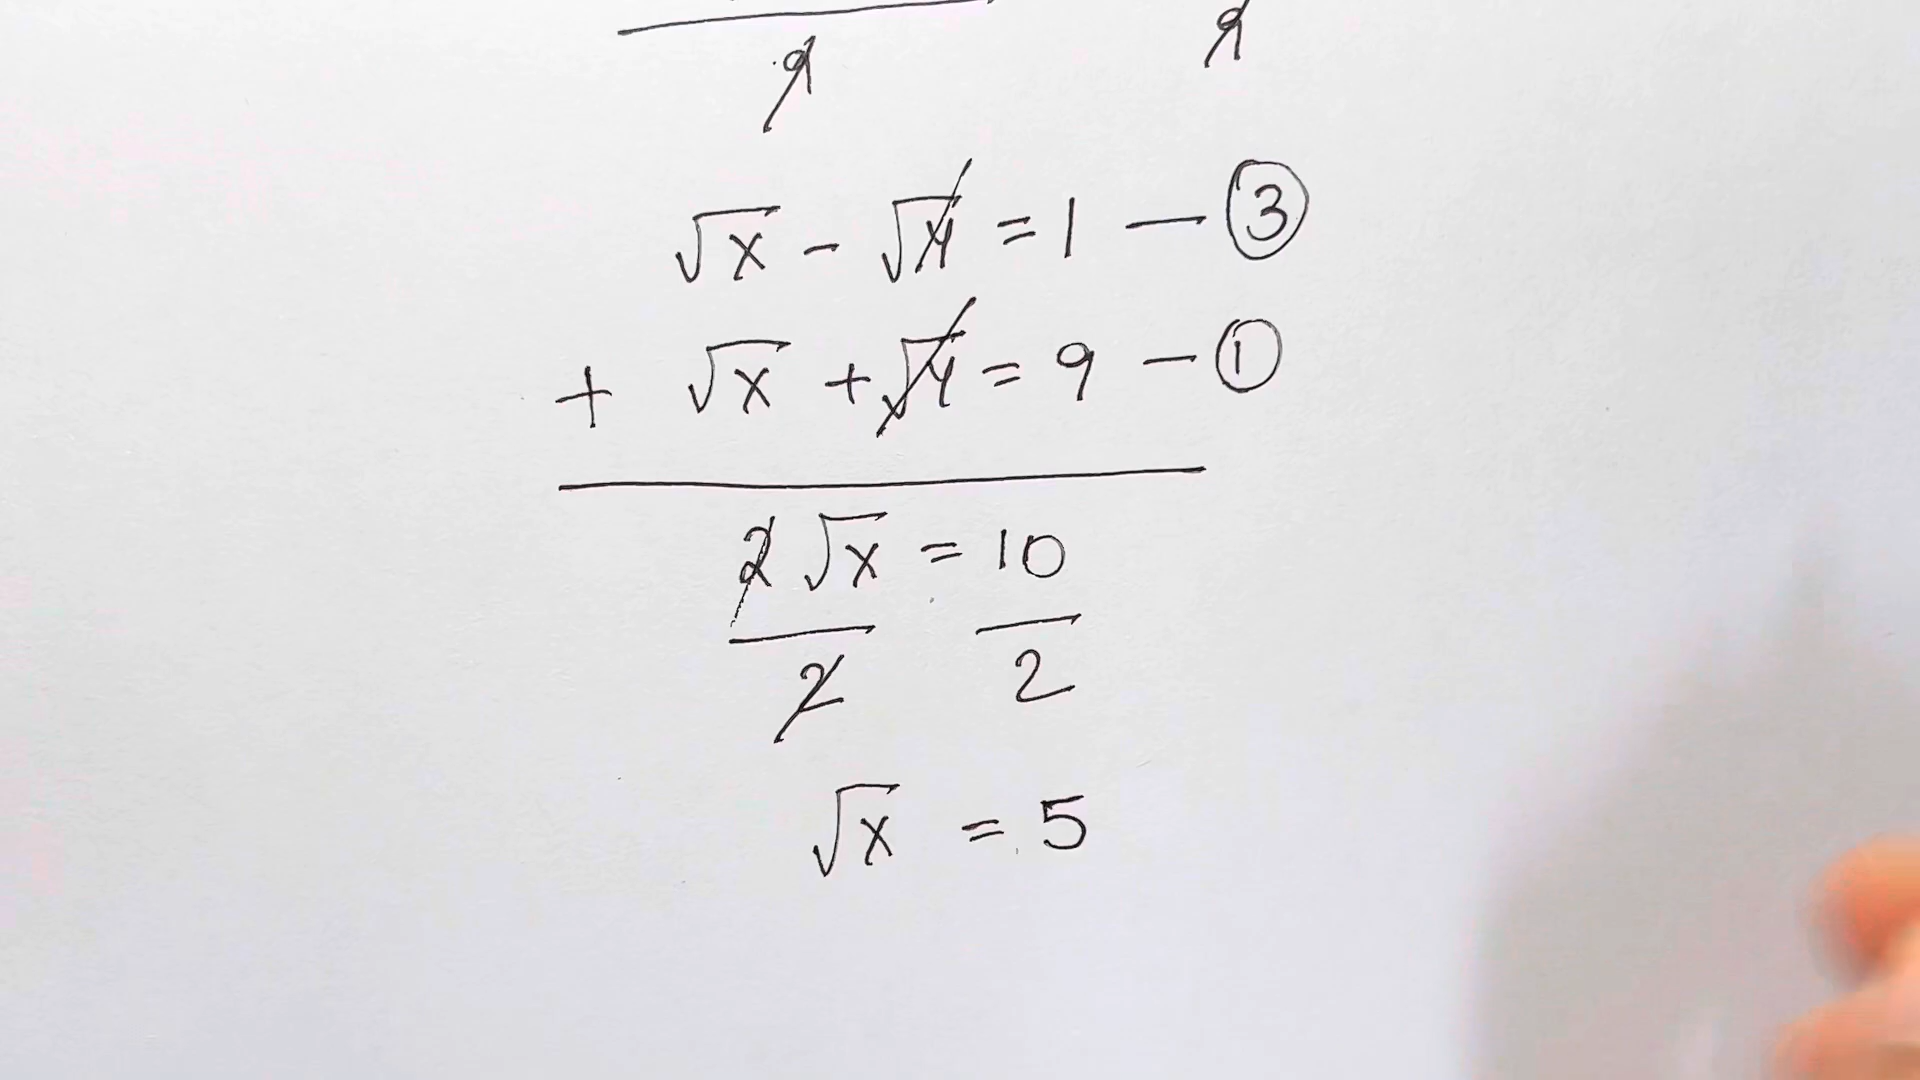 9 9
√x - √y = 1 — ③
+ √x + √y = 9 — ①
2√x = 10
2 2
√x = 5